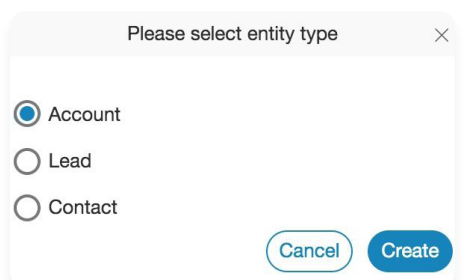 Please select entity type
Account
Lead
Contact
Cancel Create